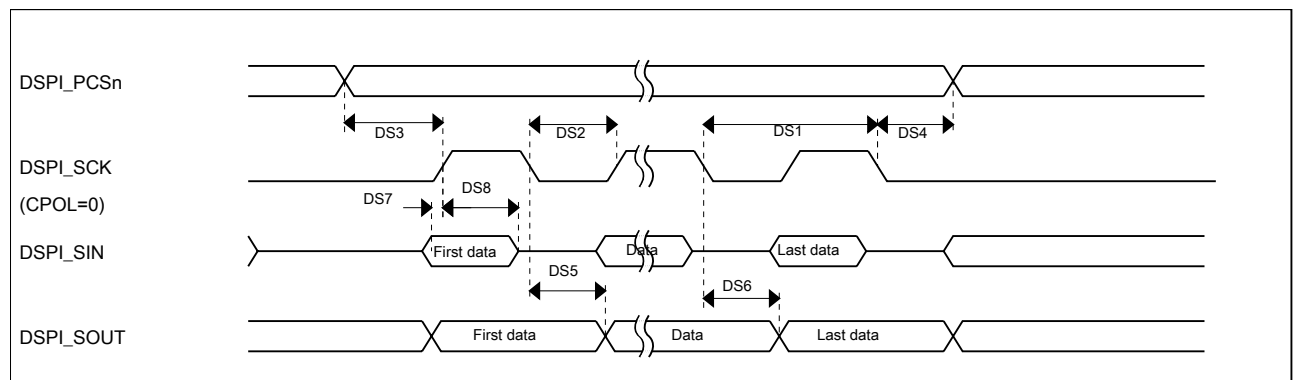 DSPI_PCSn
DS3
DS2
DS1
DS4
DSPI_SCK
(CPOL=0)
DS7
DS8
DSPI_SIN
First data
Data
Last data
DS5
DS6
DSPI_SOUT
First data
Data
Last data